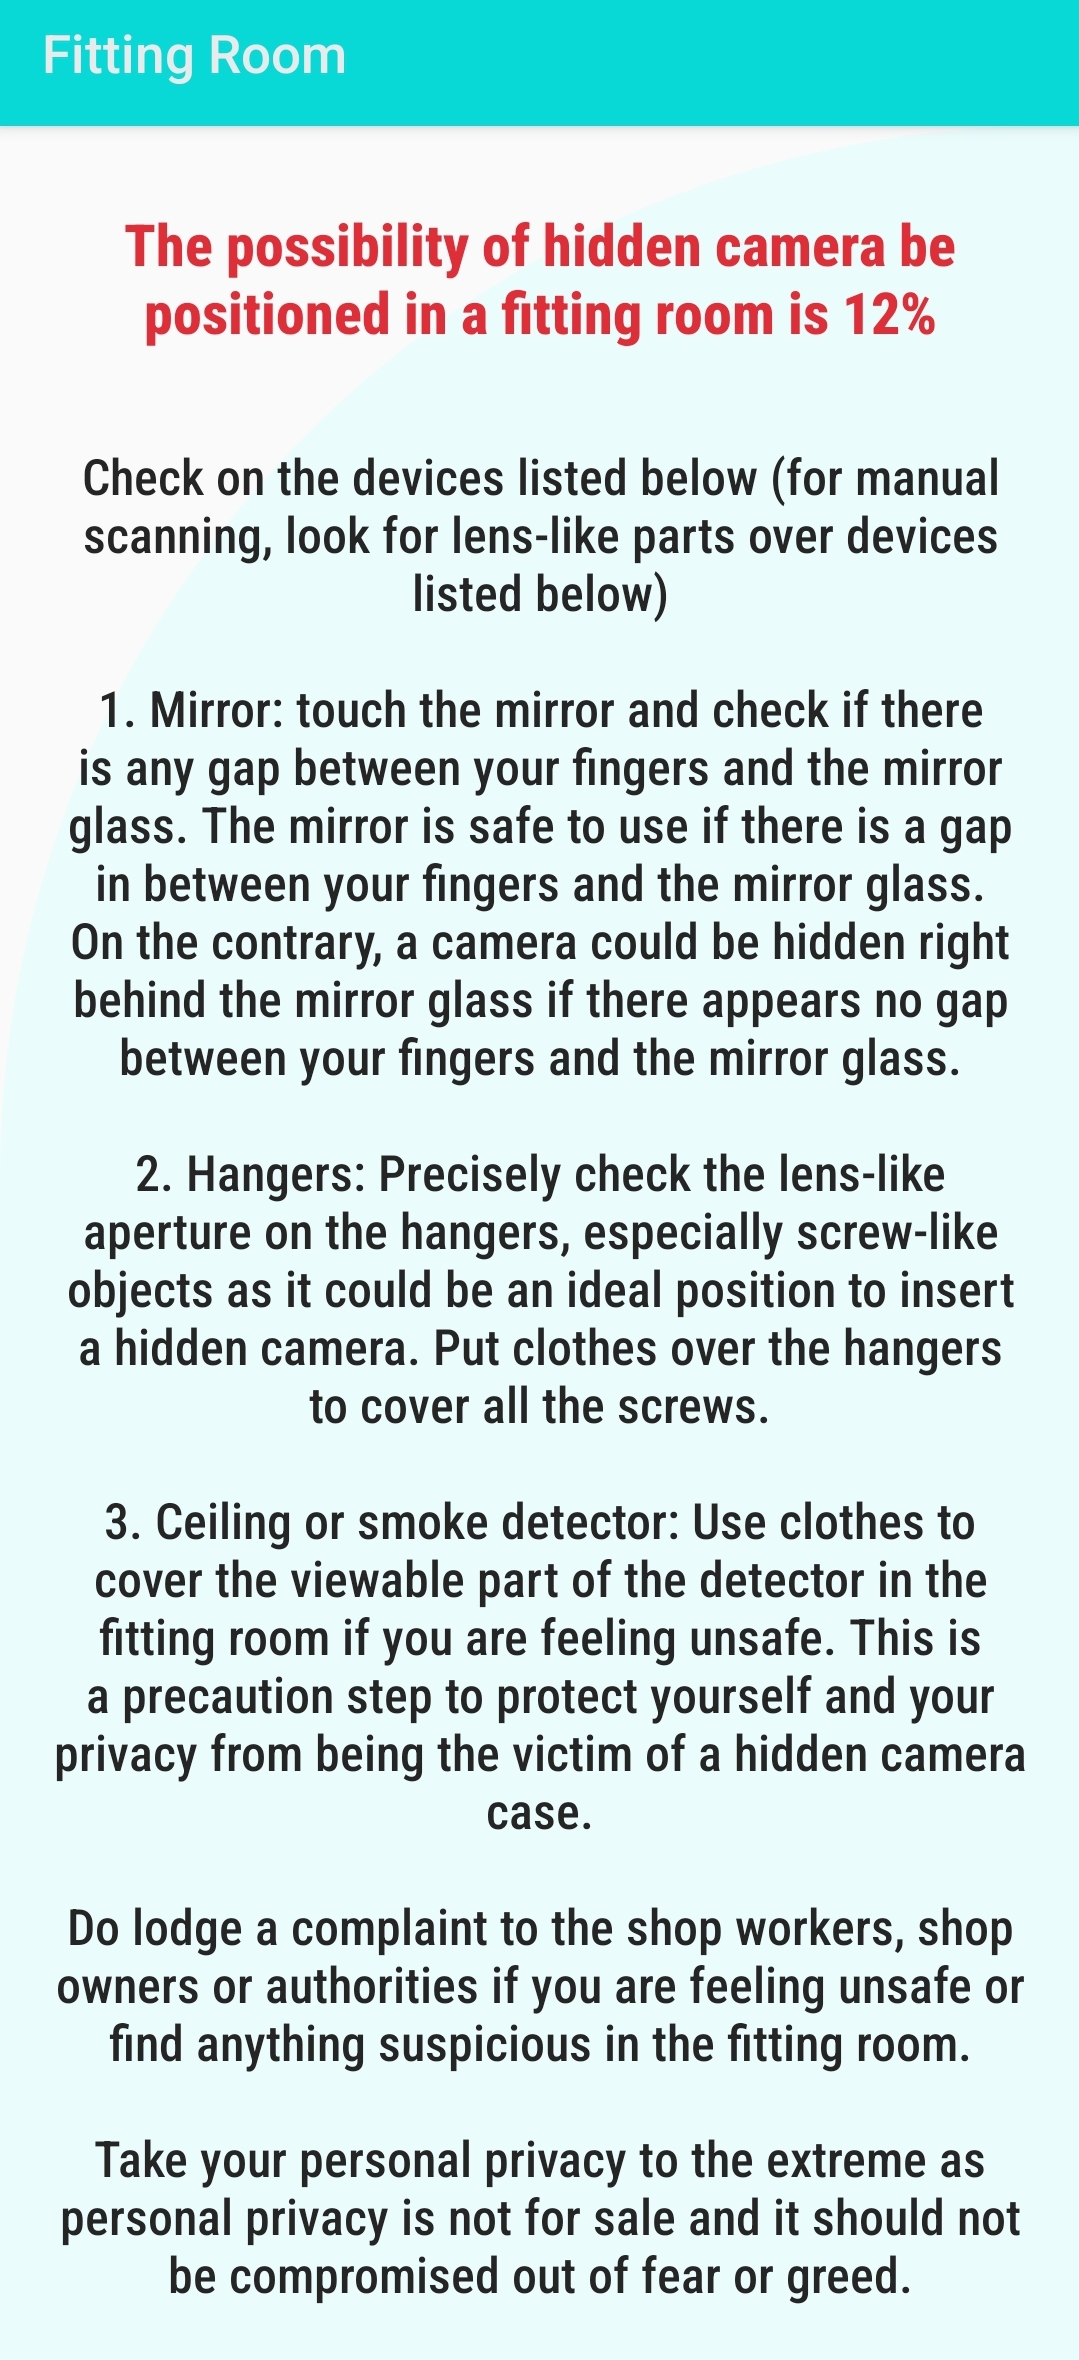 Fitting Room
The possibility of hidden camera be
positioned in a fitting room is 12%
Check on the devices listed below (for manual
scanning, look for lens-like parts over devices
listed below)
1. Mirror: touch the mirror and check if there
is any gap between your fingers and the mirror
glass. The mirror is safe to use if there is a gap
in between your fingers and the mirror glass.
On the contrary, a camera could be hidden right
behind the mirror glass if there appears no gap
between your fingers and the mirror glass.
2. Hangers: Precisely check the lens-like
aperture on the hangers, especially screw-like
objects as it could be an ideal position to insert
a hidden camera. Put clothes over the hangers
to cover all the screws.
3. Ceiling or smoke detector: Use clothes to
cover the viewable part of the detector in the
fitting room if you are feeling unsafe. This is
a precaution step to protect yourself and your
privacy from being the victim of a hidden camera
case.
Do lodge a complaint to the shop workers, shop
owners or authorities if you are feeling unsafe or
find anything suspicious in the fitting room.
Take your personal privacy to the extreme as
personal privacy is not for sale and it should not
be compromised out of fear or greed.